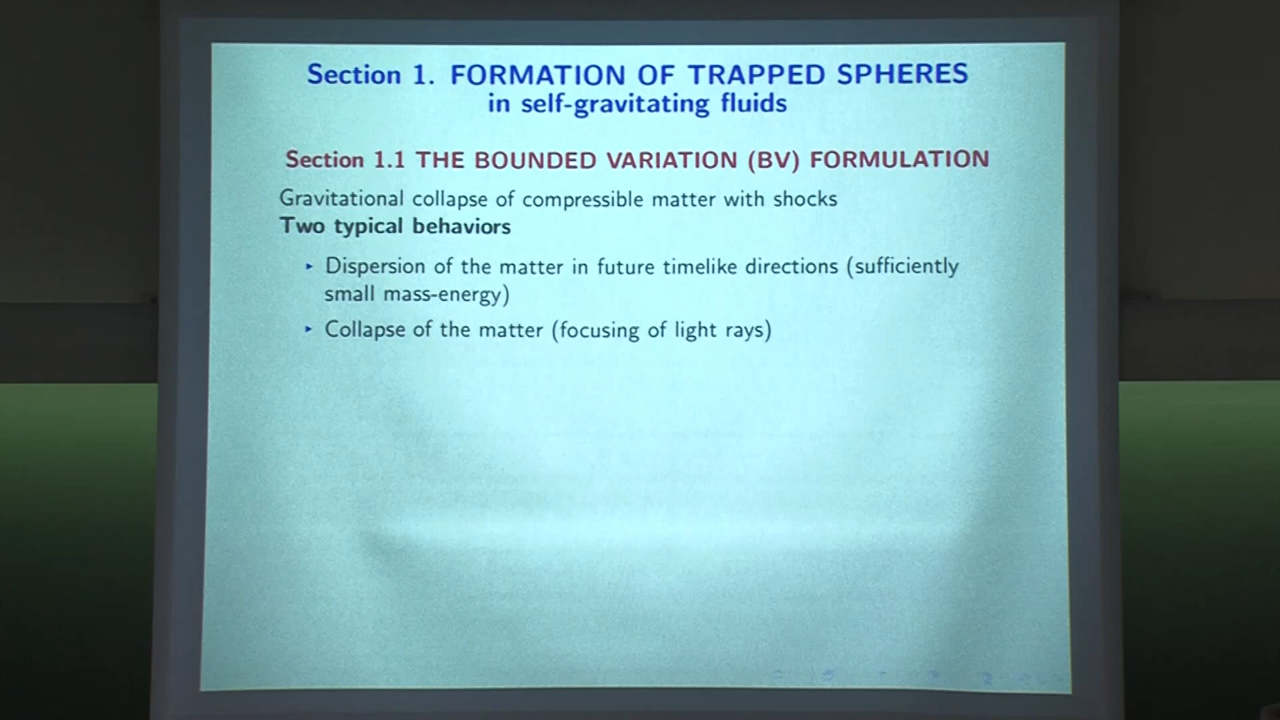 Section 1. FORMATION OF TRAPPED SPHERES
in self-gravitating fluids
Section 1.1 THE BOUNDED VARIATION (BV) FORMULATION
Gravitational collapse of compressible matter with shocks
Two typical behaviors
▸ Dispersion of the matter in future timelike directions (sufficiently
small mass-energy)
▸ Collapse of the matter (focusing of light rays)